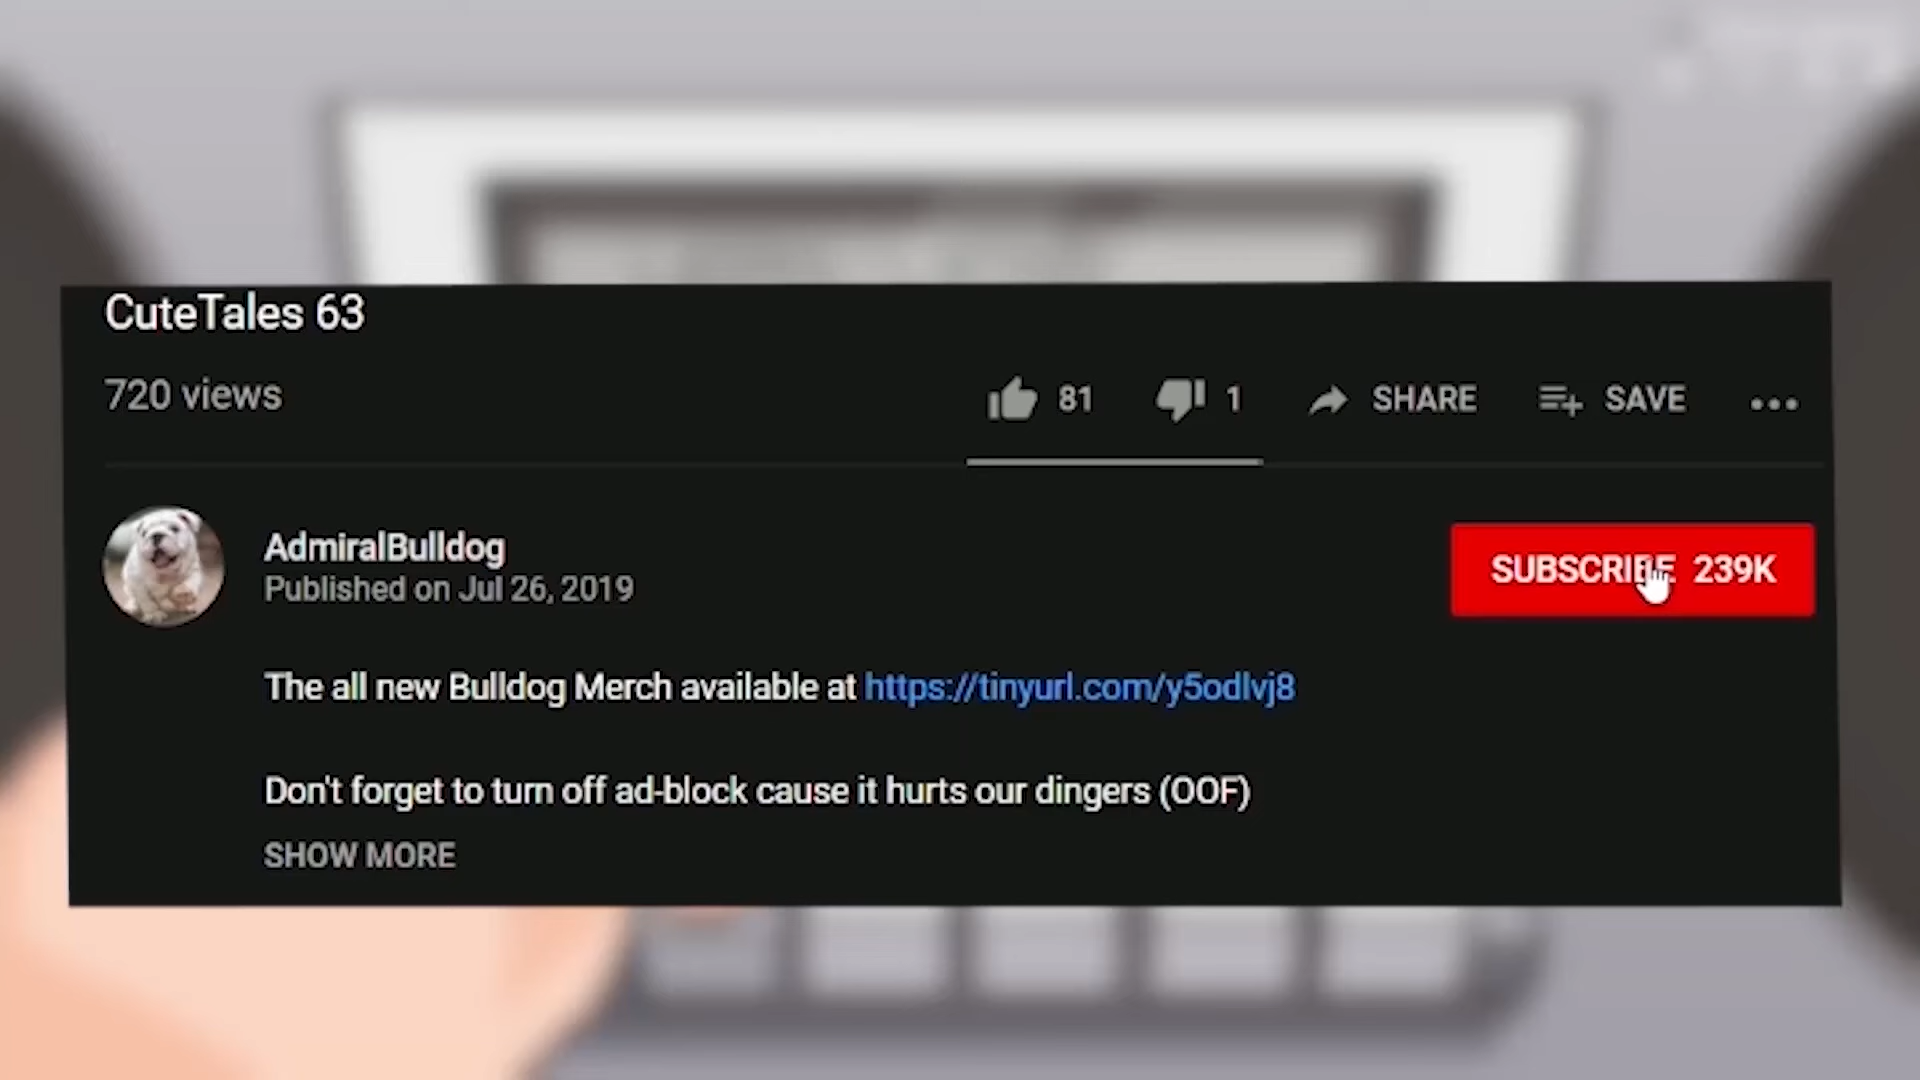 CuteTales 63
720 views
81 1 SHARE SAVE
AdmiralBulldog
Published on Jul 26, 2019
SUBSCRIBE 239K
The all new Bulldog Merch available at https://tinyurl.com/y5odlvj8
Don't forget to turn off ad-block cause it hurts our dingers (OOF)
SHOW MORE